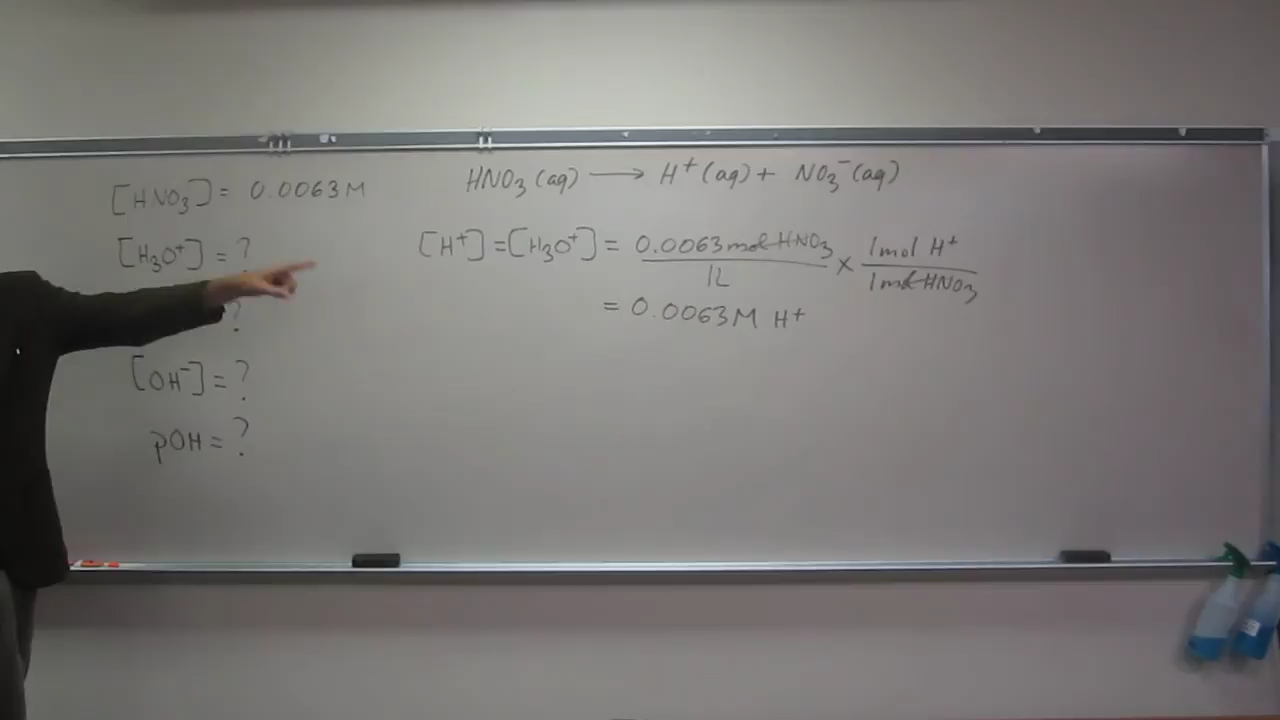 [HNO₃] = 0.0063 M
[H₃O⁺] = ?
?
[OH⁻] = ?
pOH = ?
HNO₃ (aq) ⟶ H⁺ (aq) + NO₃⁻ (aq)
[H⁺] = [H₃O⁺] = 0.0063 mol HNO₃ / 1L × 1 mol H⁺ / 1 mol HNO₃
= 0.0063 M H⁺